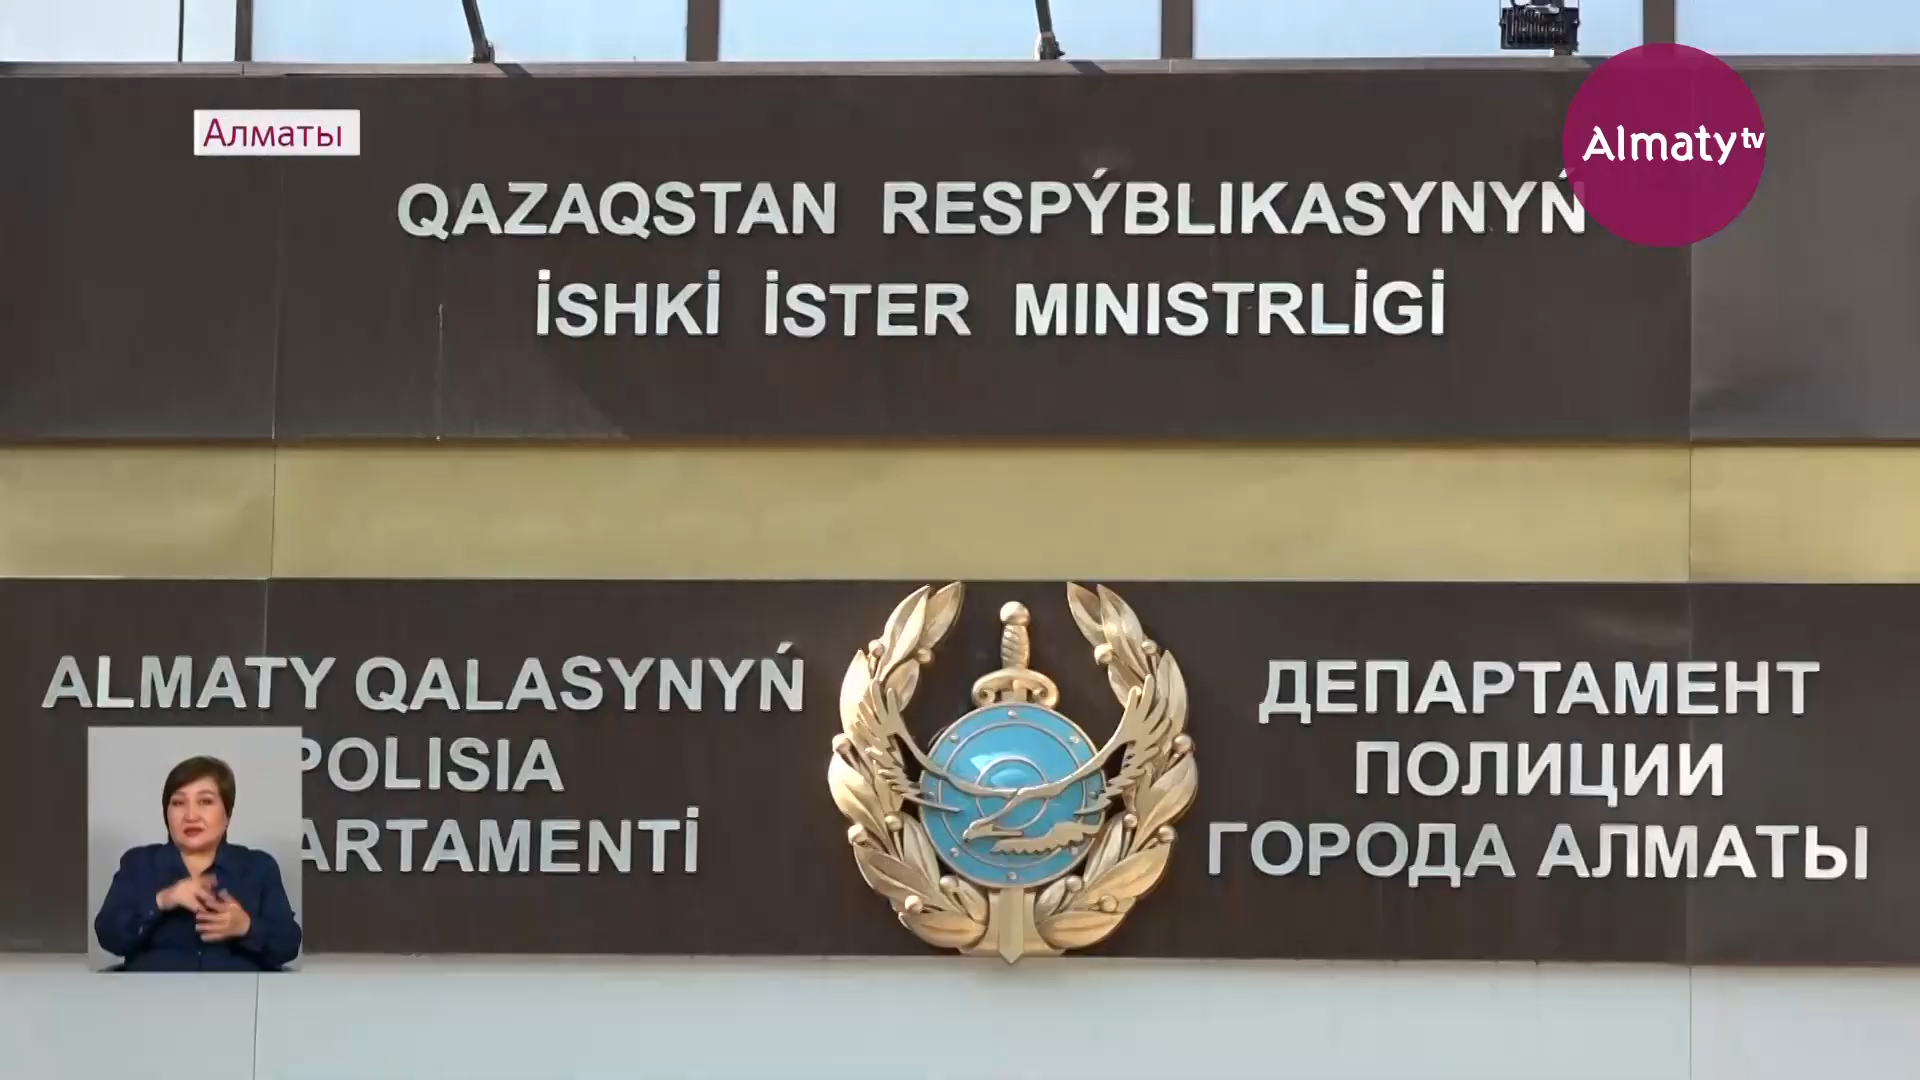 Алматы
Almaty tv
QAZAQSTAN RESPÝBLIKASYNYŃ
İSHKİ İSTER MINISTRLİGİ
ALMATY QALASYNYŃ
POLISIA
ARTAMENTİ
ДЕПАРТАМЕНТ
ПОЛИЦИИ
ГОРОДА АЛМАТЫ